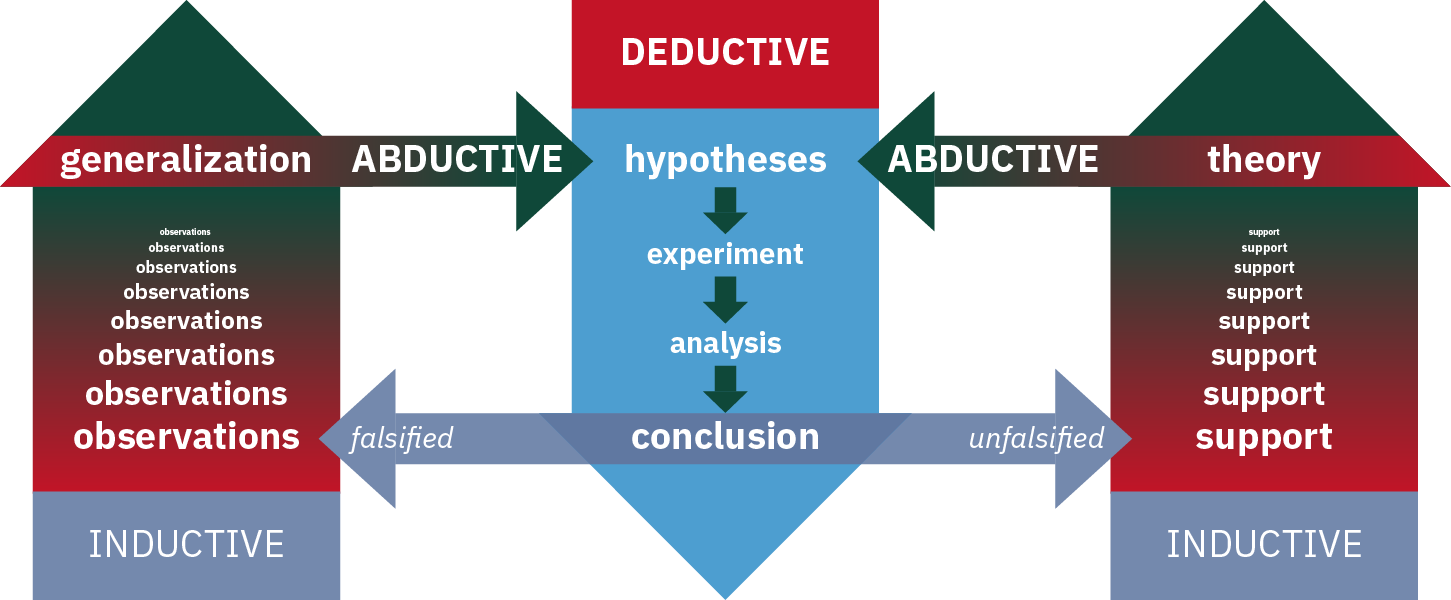 DEDUCTIVE
generalization
ABDUCTIVE
hypotheses
ABDUCTIVE
theory
observations
observations
observations
observations
observations
observations
observations
observations
INDUCTIVE
experiment
analysis
falsified
conclusion
unfalsified
support
support
support
support
support
support
support
support
INDUCTIVE